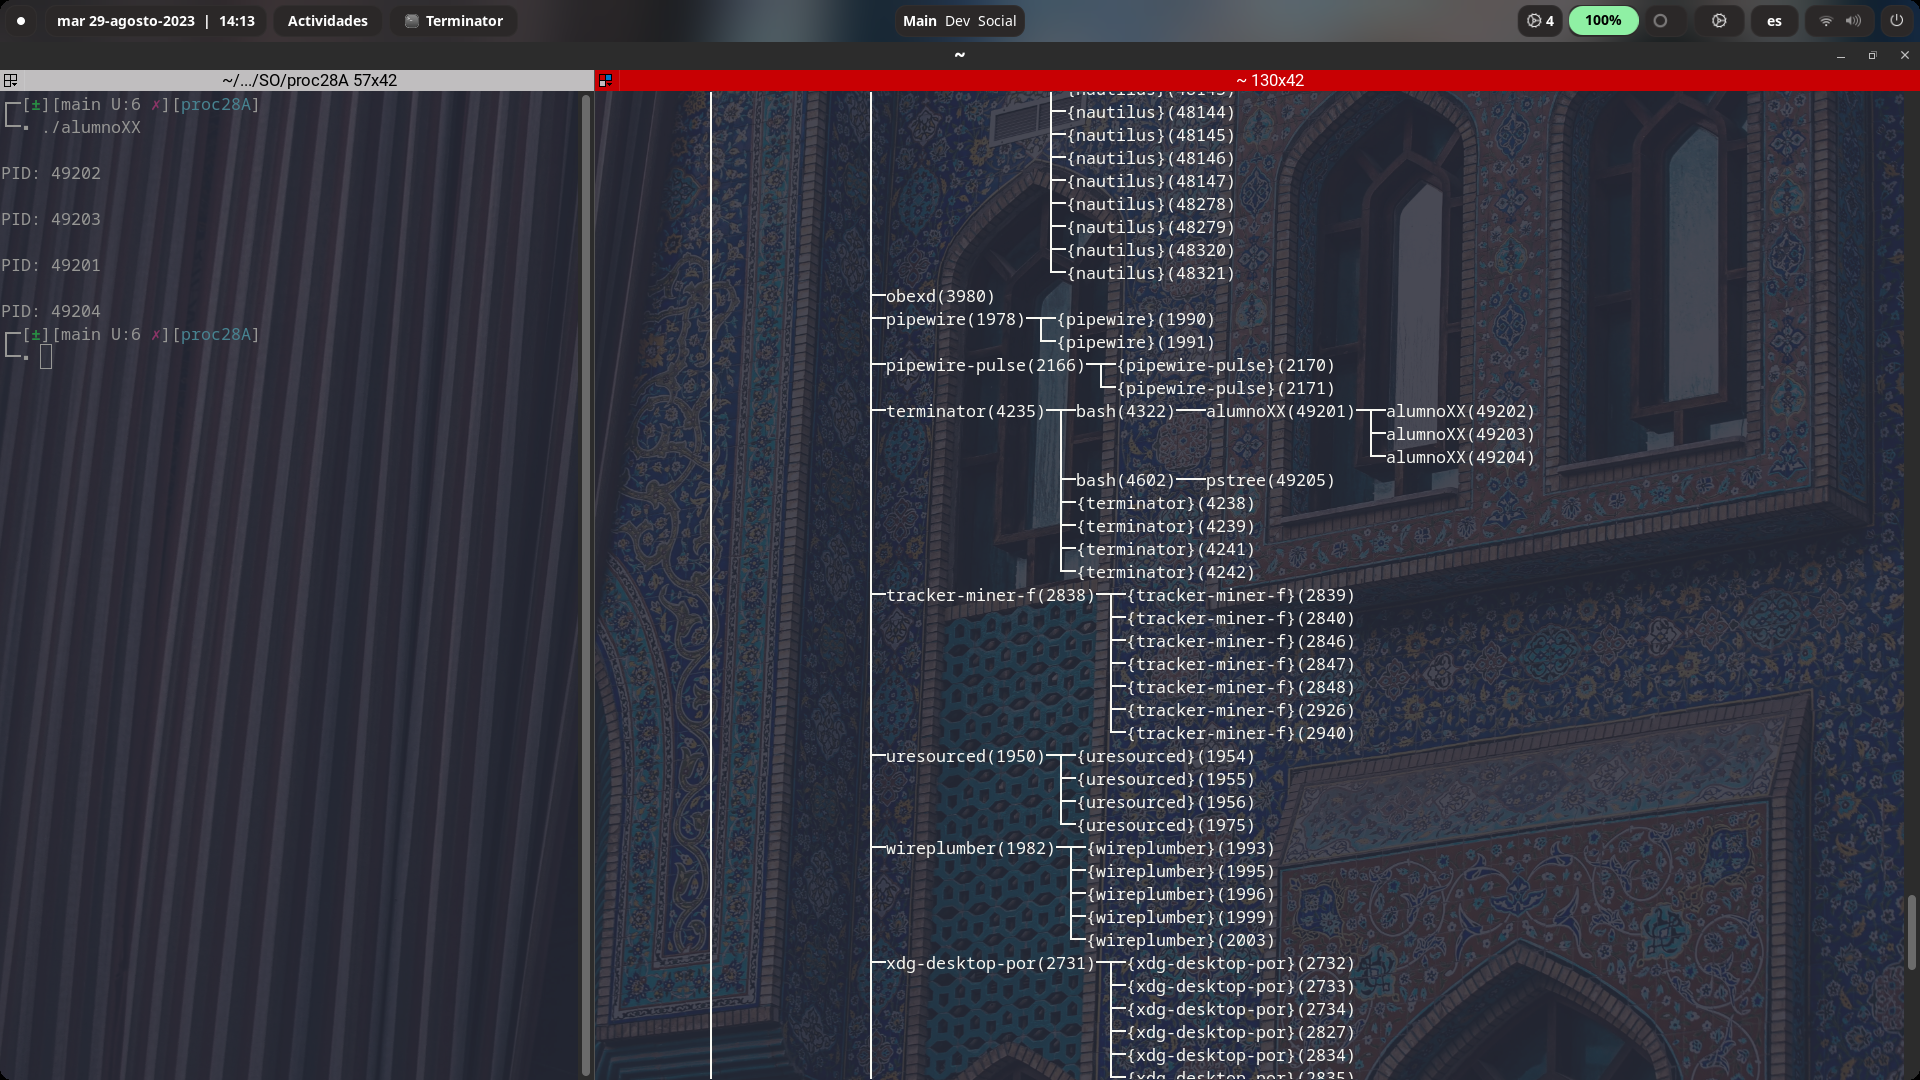 mar 29-agosto-2023 | 14:13
Actividades
Terminator
Main Dev Social
4
100%
es
~
~/.../SO/proc28A 57x42
┌─[±][main U:6 ✗][proc28A]
└─▪ ./alumnoXX
PID: 49202
PID: 49203
PID: 49201
PID: 49204
┌─[±][main U:6 ✗][proc28A]
└─▪
~ 130x42
{nautilus}(48143)
{nautilus}(48144)
{nautilus}(48145)
{nautilus}(48146)
{nautilus}(48147)
{nautilus}(48278)
{nautilus}(48279)
{nautilus}(48320)
{nautilus}(48321)
obexd(3980)
pipewire(1978)─┬─{pipewire}(1990)
└─{pipewire}(1991)
pipewire-pulse(2166)─┬─{pipewire-pulse}(2170)
└─{pipewire-pulse}(2171)
terminator(4235)─┬─bash(4322)───alumnoXX(49201)─┬─alumnoXX(49202)
├─alumnoXX(49203)
└─alumnoXX(49204)
├─bash(4602)───pstree(49205)
├─{terminator}(4238)
├─{terminator}(4239)
├─{terminator}(4241)
└─{terminator}(4242)
tracker-miner-f(2838)─┬─{tracker-miner-f}(2839)
├─{tracker-miner-f}(2840)
├─{tracker-miner-f}(2846)
├─{tracker-miner-f}(2847)
├─{tracker-miner-f}(2848)
├─{tracker-miner-f}(2926)
└─{tracker-miner-f}(2940)
uresourced(1950)─┬─{uresourced}(1954)
├─{uresourced}(1955)
├─{uresourced}(1956)
└─{uresourced}(1975)
wireplumber(1982)─┬─{wireplumber}(1993)
├─{wireplumber}(1995)
├─{wireplumber}(1996)
├─{wireplumber}(1999)
└─{wireplumber}(2003)
xdg-desktop-por(2731)─┬─{xdg-desktop-por}(2732)
├─{xdg-desktop-por}(2733)
├─{xdg-desktop-por}(2734)
├─{xdg-desktop-por}(2827)
├─{xdg-desktop-por}(2834)
└─{xdg-desktop-por}(2835)